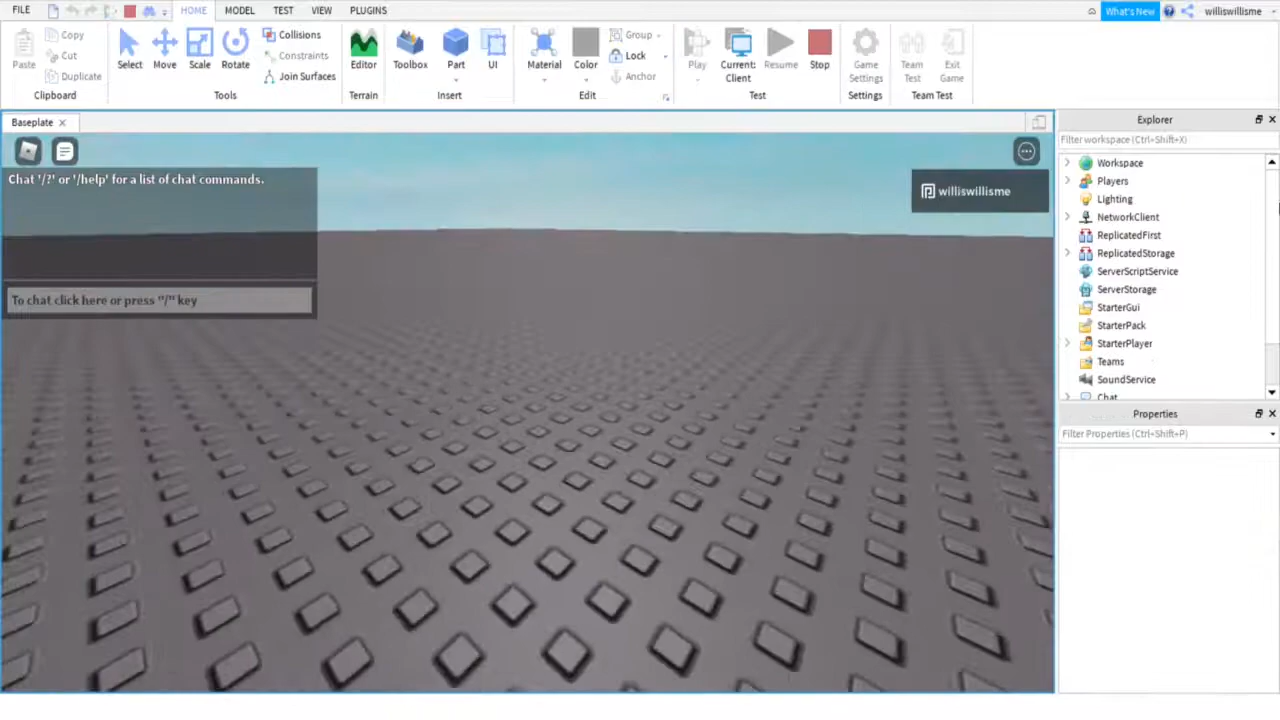 FILE
HOME
MODEL
TEST
VIEW
PLUGINS
What's New
williswillisme
Paste
Copy
Cut
Duplicate
Clipboard
Select
Move
Scale
Rotate
Collisions
Constraints
Join Surfaces
Tools
Editor
Terrain
Toolbox
Part
UI
Insert
Material
Color
Group
Lock
Anchor
Edit
Play
Current:
Client
Resume
Stop
Test
Game
Settings
Settings
Team
Test
Exit
Game
Team Test
Baseplate
Chat '/?' or '/help' for a list of chat commands.
To chat click here or press "/" key
williswillisme
Explorer
Filter workspace (Ctrl+Shift+X)
Workspace
Players
Lighting
NetworkClient
ReplicatedFirst
ReplicatedStorage
ServerScriptService
ServerStorage
StarterGui
StarterPack
StarterPlayer
Teams
SoundService
Chat
Properties
Filter Properties (Ctrl+Shift+P)